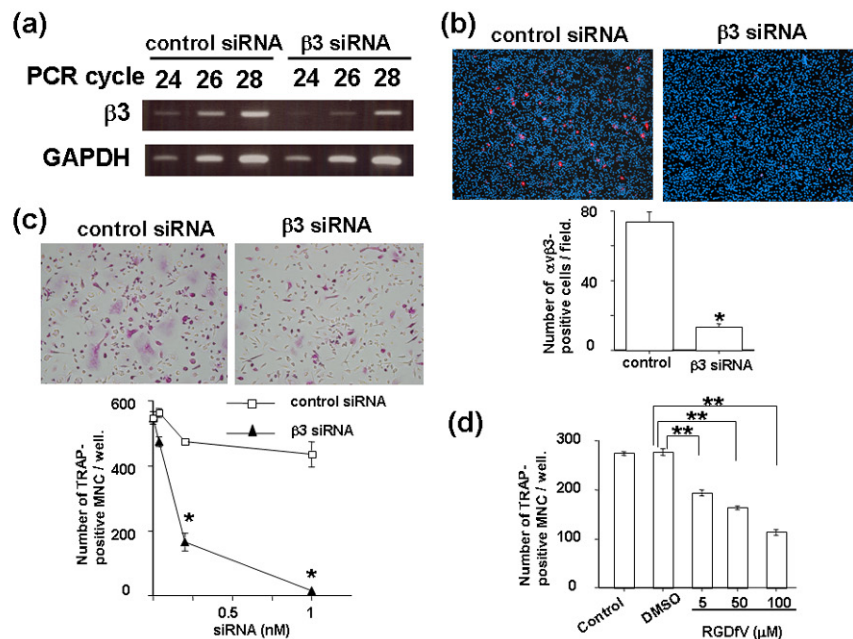 (a)
control siRNA β3 siRNA
PCR cycle 24 26 28 24 26 28
β3
GAPDH
(b)
control siRNA β3 siRNA
Number of αvβ3-
positive cells / field.
80
40
0
*
control β3 siRNA
(c)
control siRNA β3 siRNA
Number of TRAP-
positive MNC / well.
600
400
200
0
control siRNA
β3 siRNA
*
*
0.5 1
siRNA (nM)
(d)
Number of TRAP-
positive MNC / well.
300
200
100
0
**
**
**
Control DMSO 5 50 100
RGDfV (μM)